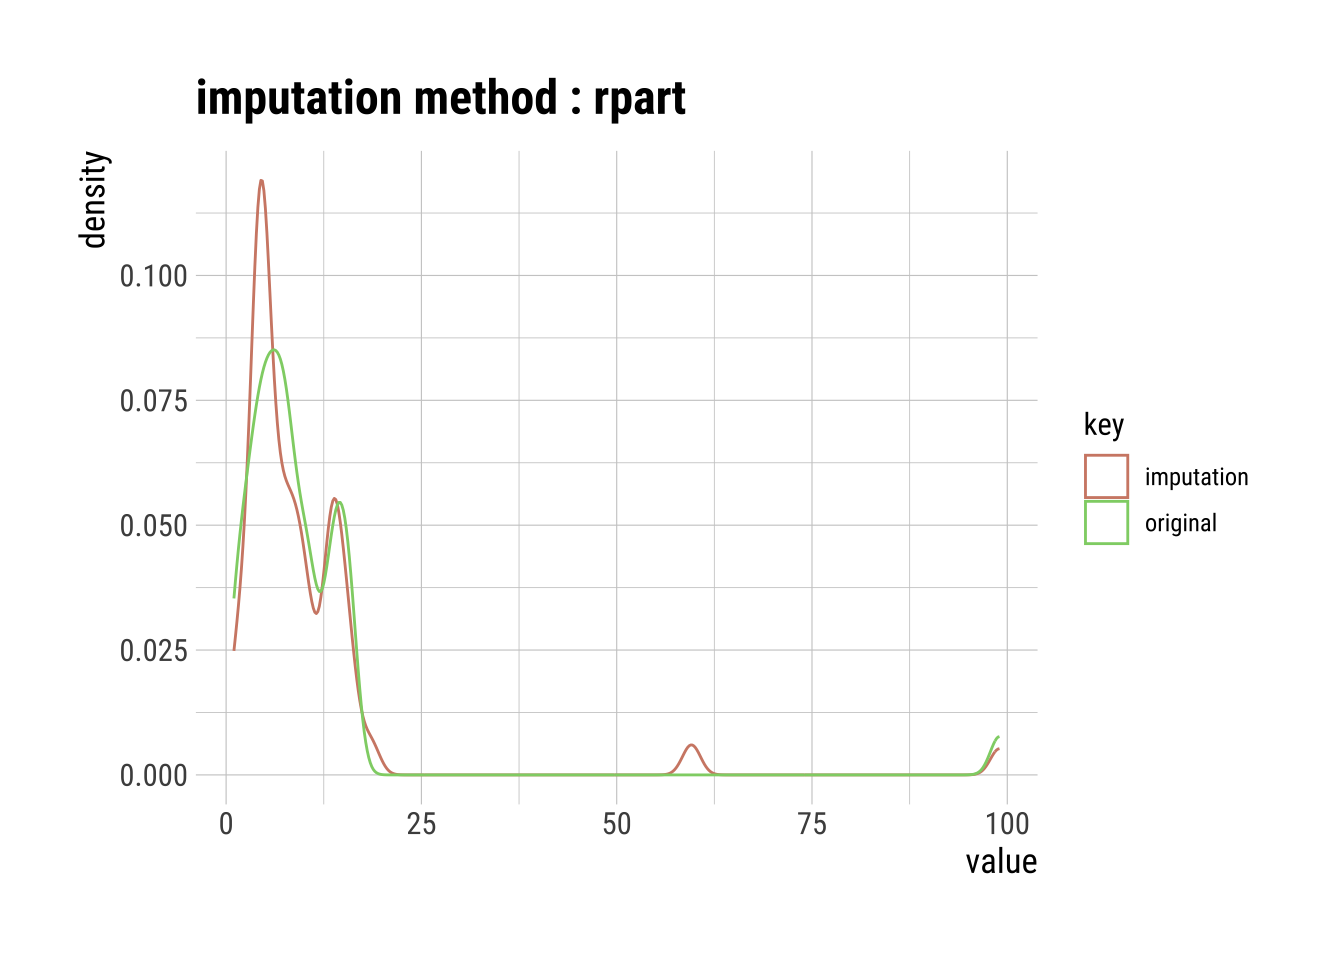 imputation method : rpart
density
0.100
0.075
0.050
0.025
0.000
0 25 50 75 100
value
key
imputation
original